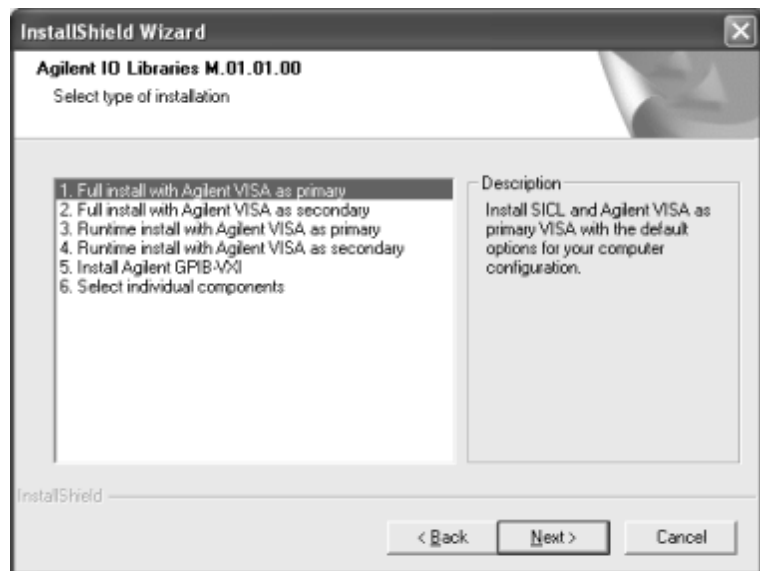 InstallShield Wizard
Agilent IO Libraries M.01.01.00
Select type of installation
1. Full install with Agilent VISA as primary
2. Full install with Agilent VISA as secondary
3. Runtime install with Agilent VISA as primary
4. Runtime install with Agilent VISA as secondary
5. Install Agilent GPIB-VXI
6. Select individual components
Description
Install SICL and Agilent VISA as
primary VISA with the default
options for your computer
configuration.
InstallShield
< Back
Next >
Cancel